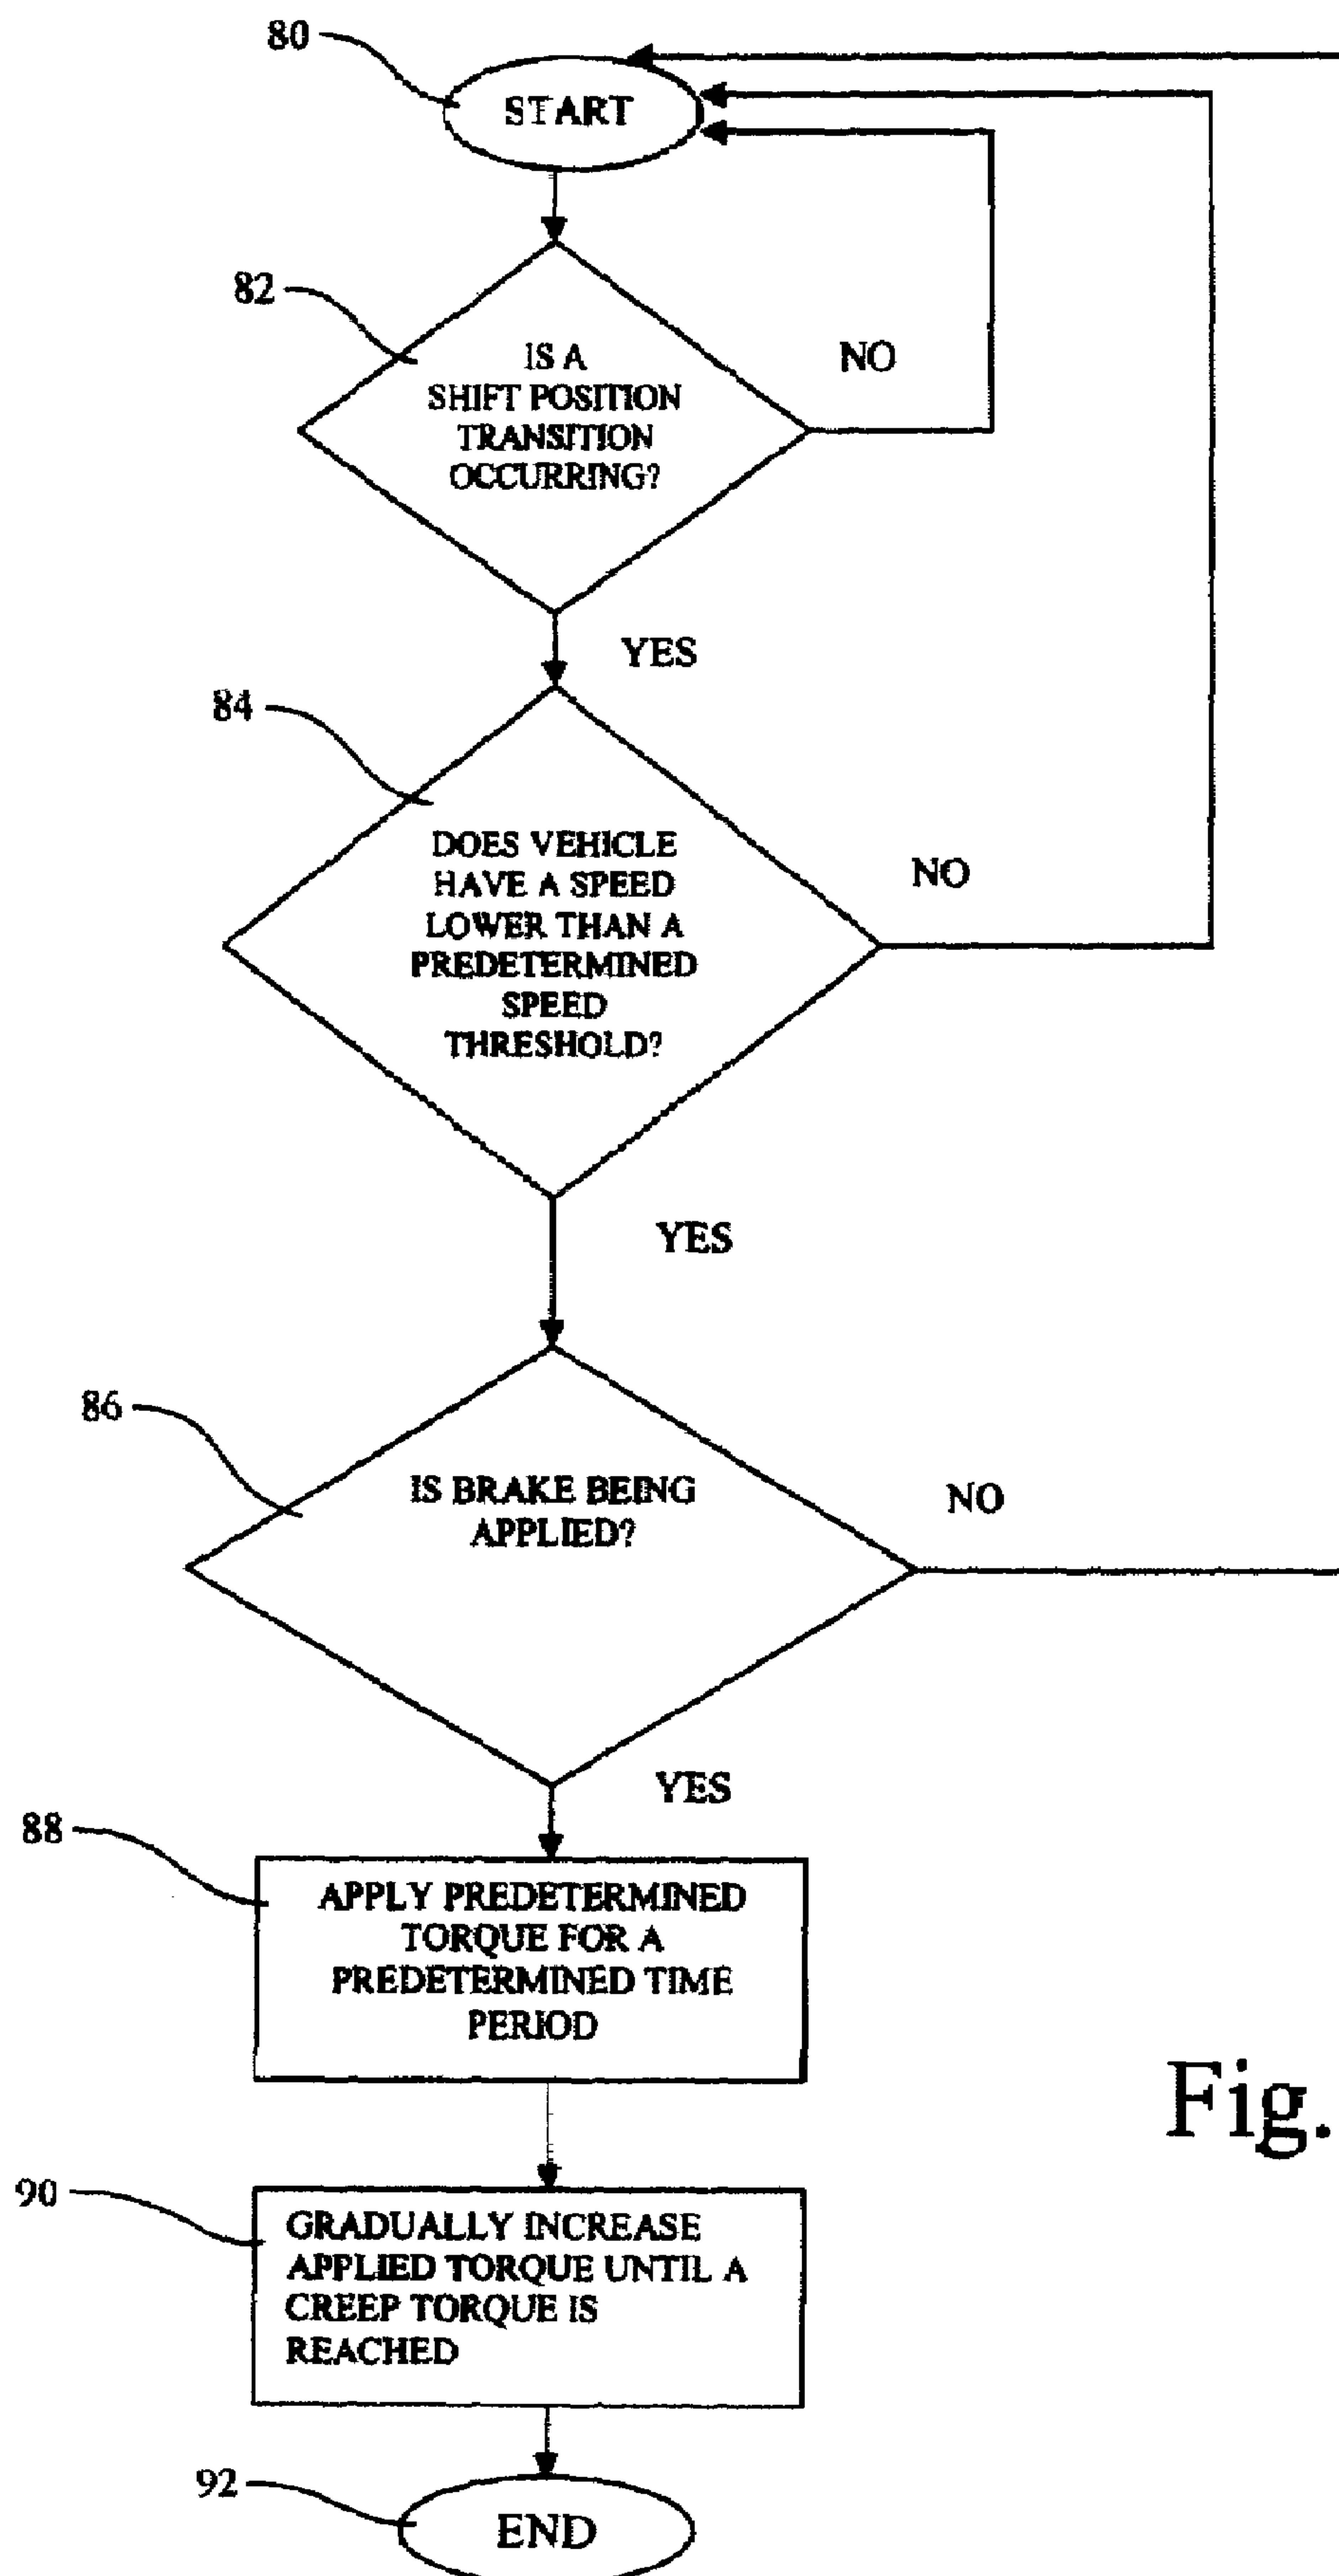 80
START
82
IS A
SHIFT POSITION
TRANSITION
OCCURRING?
NO
YES
84
DOES VEHICLE
HAVE A SPEED
LOWER THAN A
PREDETERMINED
SPEED
THRESHOLD?
NO
YES
86
IS BRAKE BEING
APPLIED?
NO
YES
88
APPLY PREDETERMINED
TORQUE FOR A
PREDETERMINED TIME
PERIOD
Fig.
90
GRADUALLY INCREASE
APPLIED TORQUE UNTIL A
CREEP TORQUE IS
REACHED
92
END